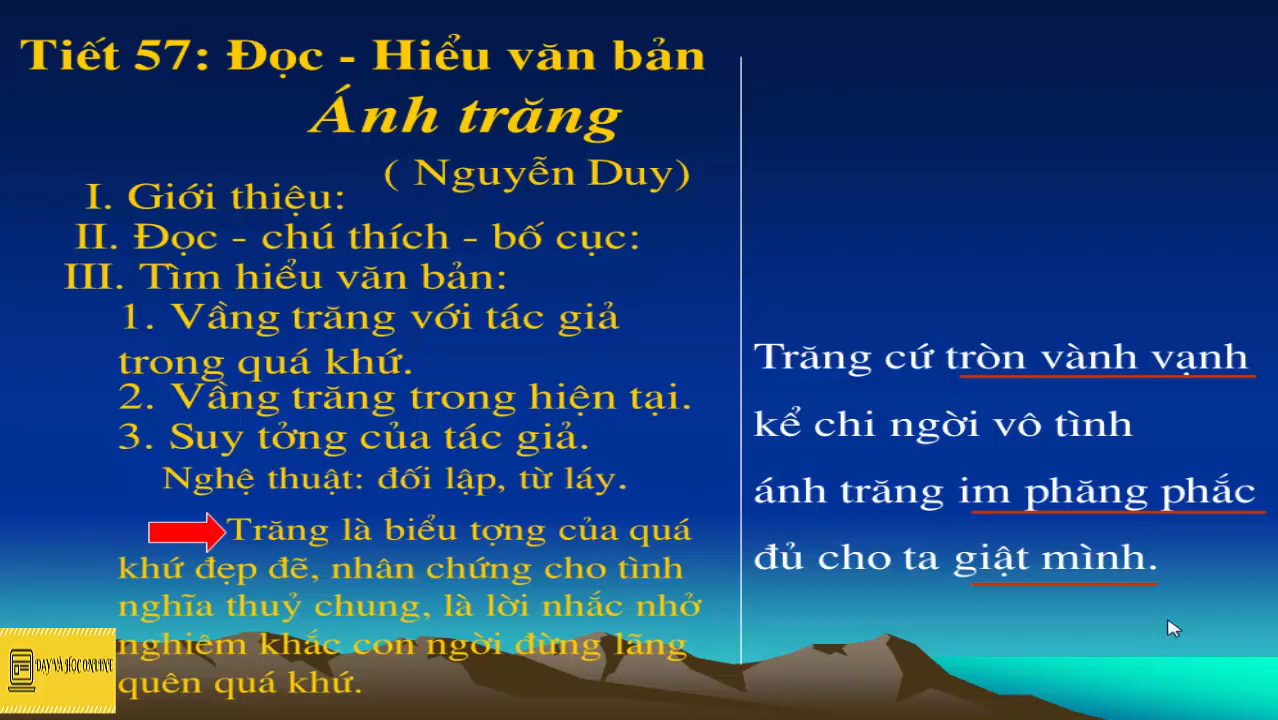 Tiết 57: Đọc - Hiểu văn bản
Ánh trăng
( Nguyễn Duy)
I. Giới thiệu:
II. Đọc - chú thích - bố cục:
III. Tìm hiểu văn bản:
1. Vầng trăng với tác giả
trong quá khứ.
2. Vầng trăng trong hiện tại.
3. Suy tởng của tác giả.
Nghệ thuật: đối lập, từ láy.
Trăng là biểu tợng của quá
khứ đẹp đẽ, nhân chứng cho tình
nghĩa thuỷ chung, là lời nhắc nhở
nghiêm khắc con ngời đừng lãng
quên quá khứ.
Trăng cứ tròn vành vạnh
kể chi ngời vô tình
ánh trăng im phăng phắc
đủ cho ta giật mình.
DẠY VÀ HỌC ONLINE